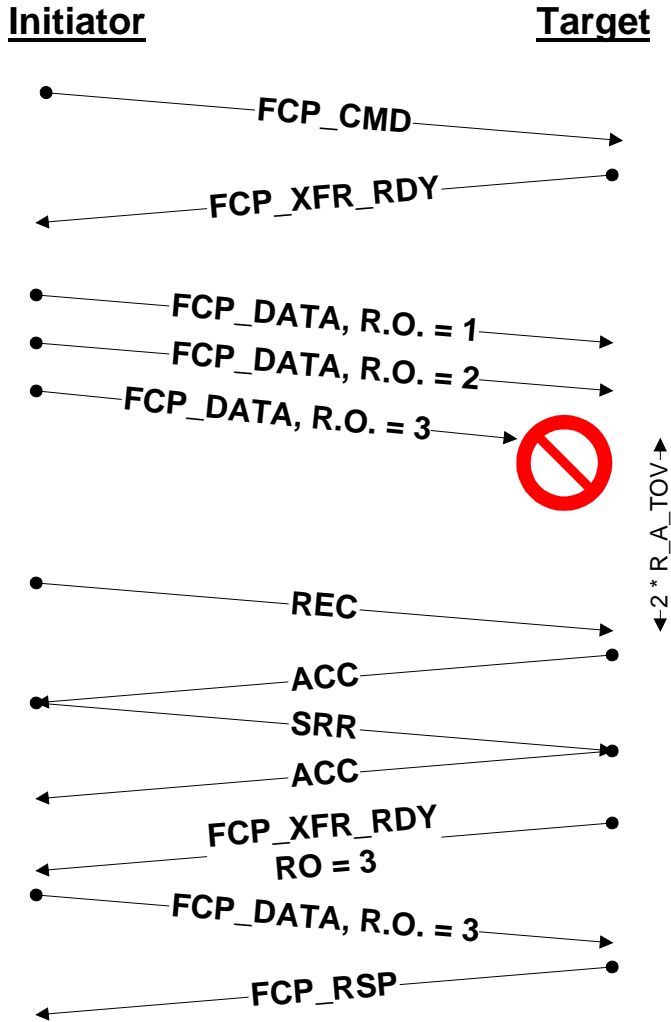 Initiator
Target
FCP_CMD
FCP_XFR_RDY
FCP_DATA, R.O. = 1
FCP_DATA, R.O. = 2
FCP_DATA, R.O. = 3
2 * R_A_TOV
REC
ACC
SRR
ACC
FCP_XFR_RDY
RO = 3
FCP_DATA, R.O. = 3
FCP_RSP